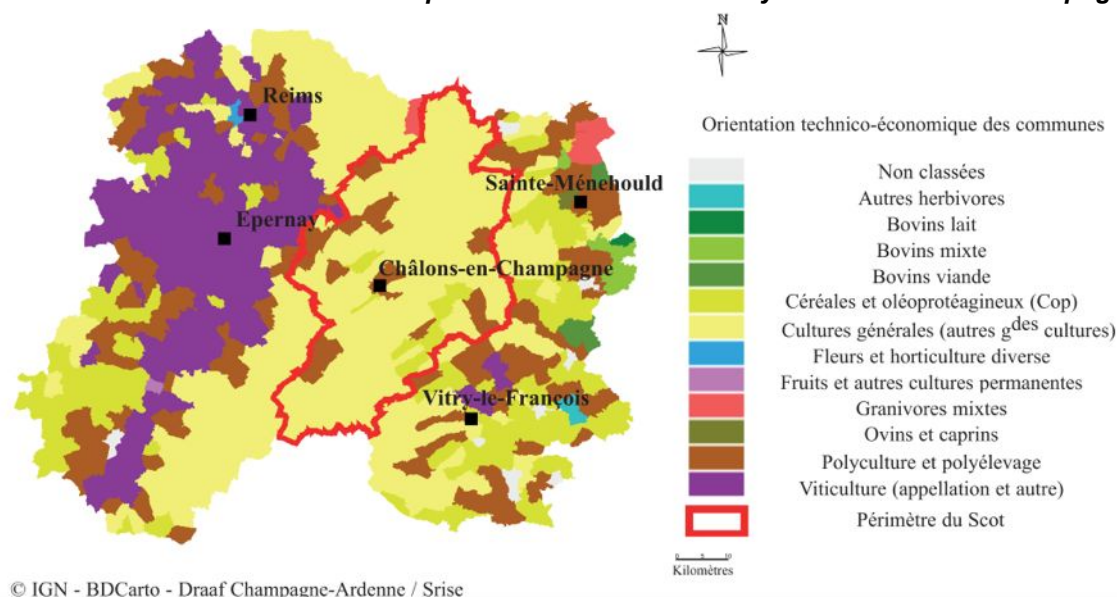 N
Reims
Sainte-Ménehould
Epernay
Châlons-en-Champagne
Vitry-le-François
Orientation technico-économique des communes
Non classées
Autres herbivores
Bovins lait
Bovins mixte
Bovins viande
Céréales et oléoprotéagineux (Cop)
Cultures générales (autres gdes cultures)
Fleurs et horticulture diverse
Fruits et autres cultures permanentes
Granivores mixtes
Ovins et caprins
Polyculture et polyélevage
Viticulture (appellation et autre)
Périmètre du Scot
0 5 10
Kilomètres
© IGN - BDCarto - Draaf Champagne-Ardenne / Srise